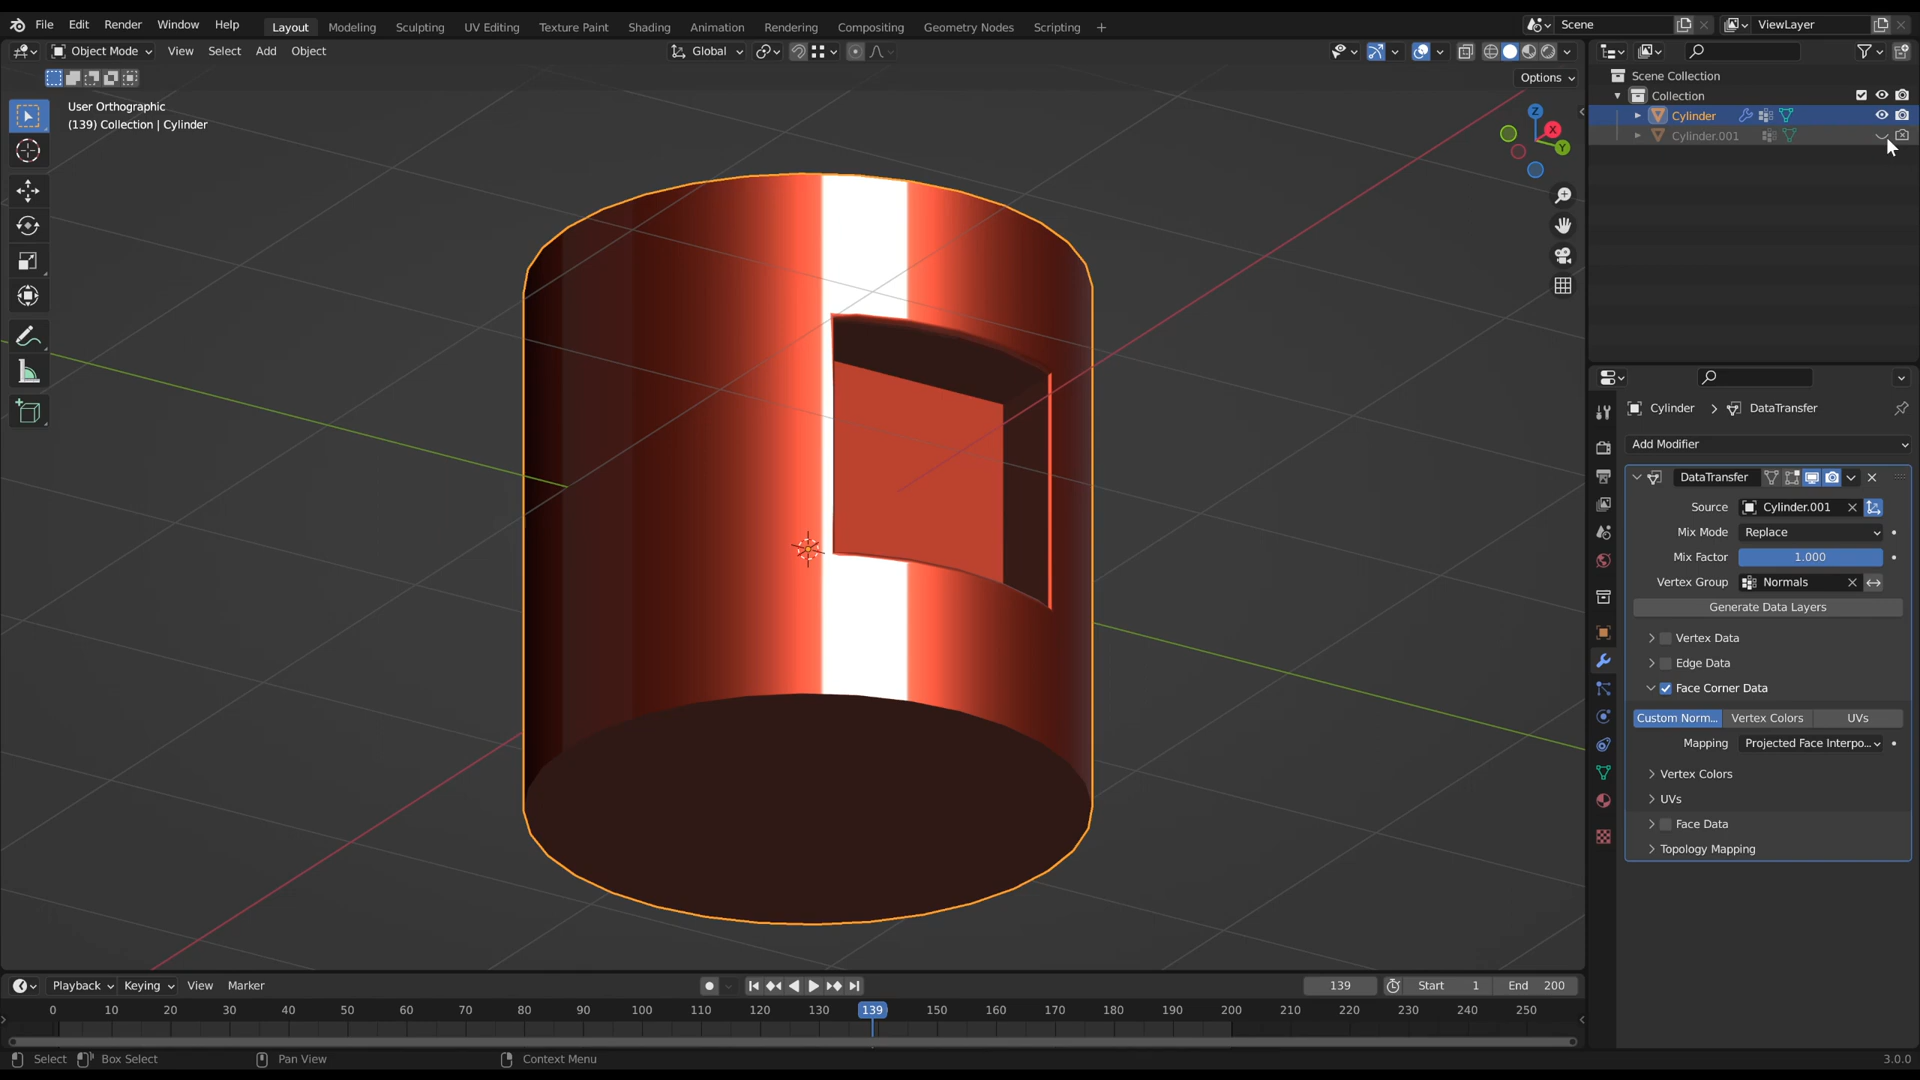 File Edit Render Window Help Layout Modeling Sculpting UV Editing Texture Paint Shading Animation Rendering Compositing Geometry Nodes Scripting + Scene ViewLayer
Object Mode View Select Add Object Global
Options
User Orthographic
(139) Collection | Cylinder
Z
X
Y
Scene Collection
Collection
Cylinder
Cylinder.001
Cylinder > DataTransfer
Add Modifier
DataTransfer
Source Cylinder.001
Mix Mode Replace
Mix Factor 1.000
Vertex Group Normals
Generate Data Layers
Vertex Data
Edge Data
Face Corner Data
Custom Norm... Vertex Colors UVs
Mapping Projected Face Interpo...
Vertex Colors
UVs
Face Data
Topology Mapping
Playback Keying View Marker 139 Start 1 End 200
0 10 20 30 40 50 60 70 80 90 100 110 120 130 139 150 160 170 180 190 200 210 220 230 240 250
Select Box Select Pan View Context Menu 3.0.0